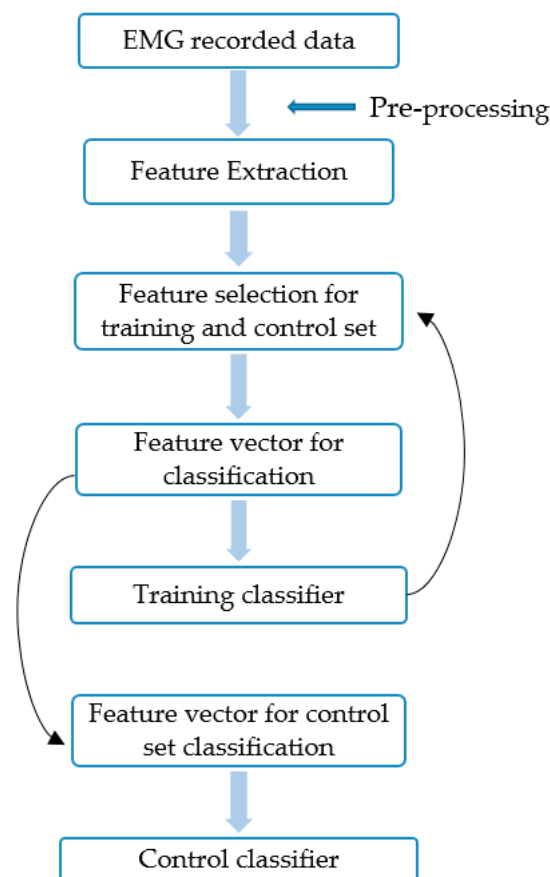 EMG recorded data
Pre-processing
Feature Extraction
Feature selection for
training and control set
Feature vector for
classification
Training classifier
Feature vector for control
set classification
Control classifier